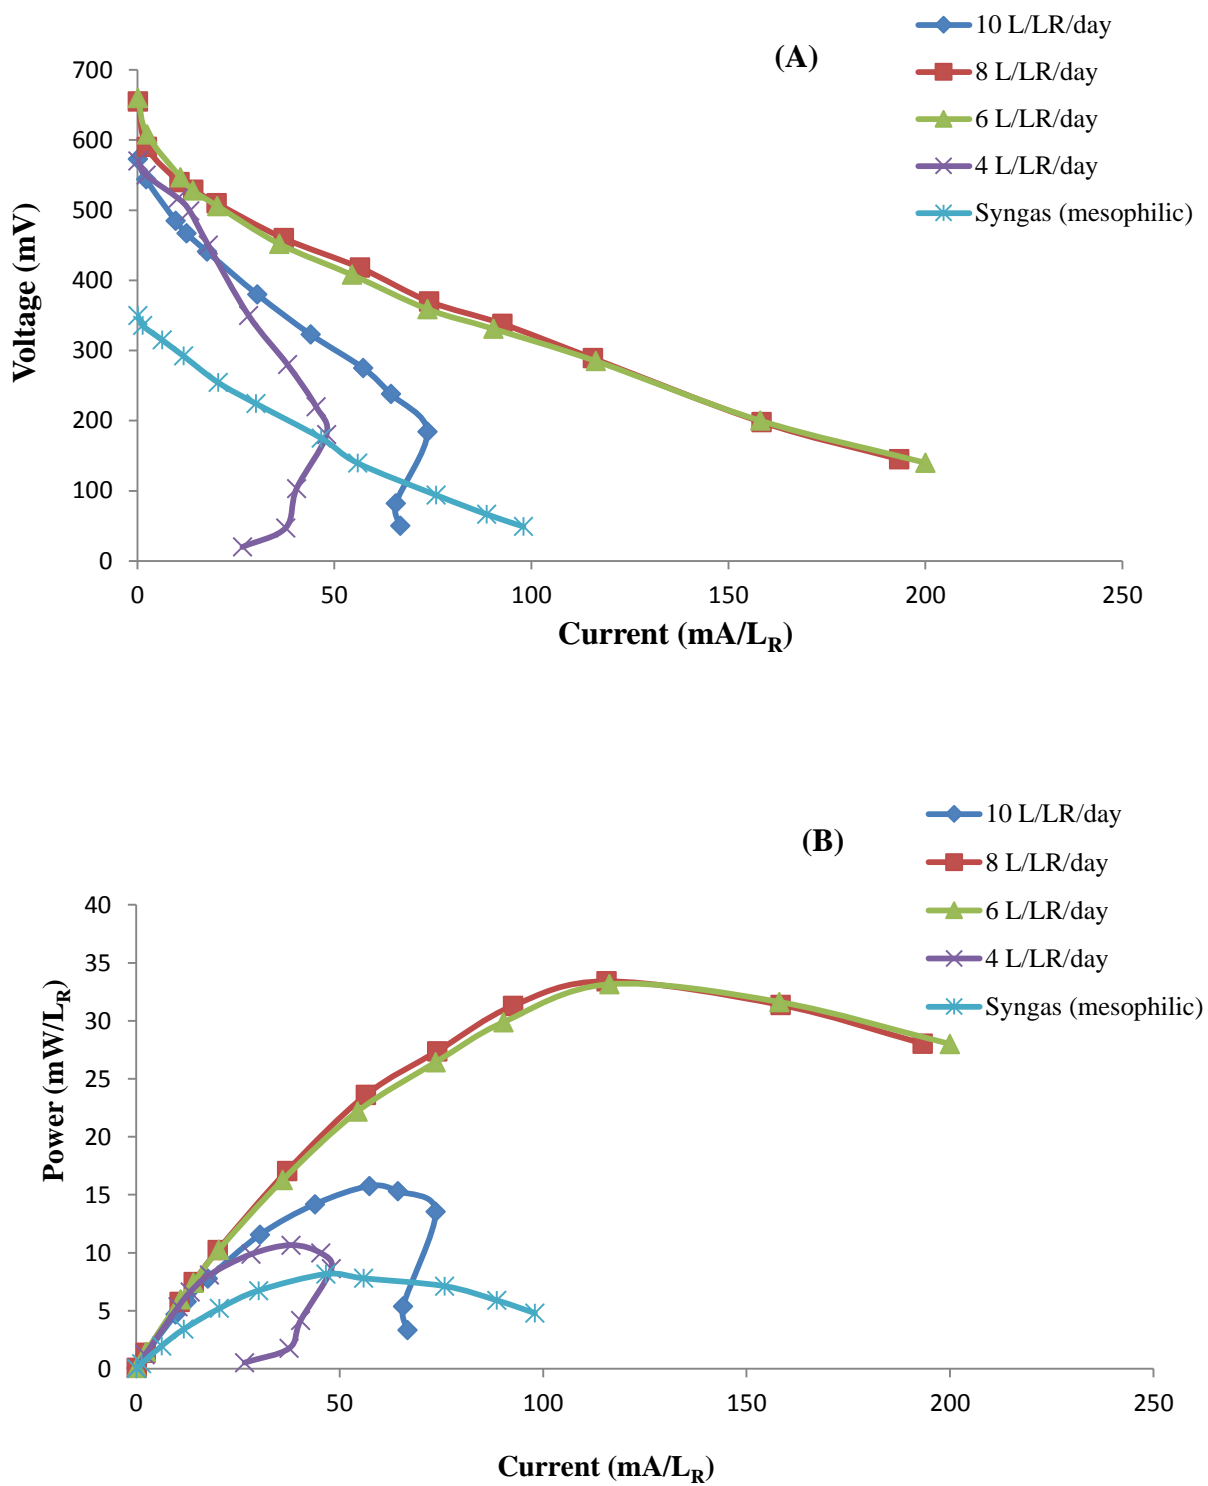 (A)
10 L/LR/day
8 L/LR/day
6 L/LR/day
4 L/LR/day
Syngas (mesophilic)
Voltage (mV)
700
600
500
400
300
200
100
0
0 50 100 150 200 250
Current (mA/LR)
(B)
10 L/LR/day
8 L/LR/day
6 L/LR/day
4 L/LR/day
Syngas (mesophilic)
Power (mW/LR)
40
35
30
25
20
15
10
5
0
0 50 100 150 200 250
Current (mA/LR)